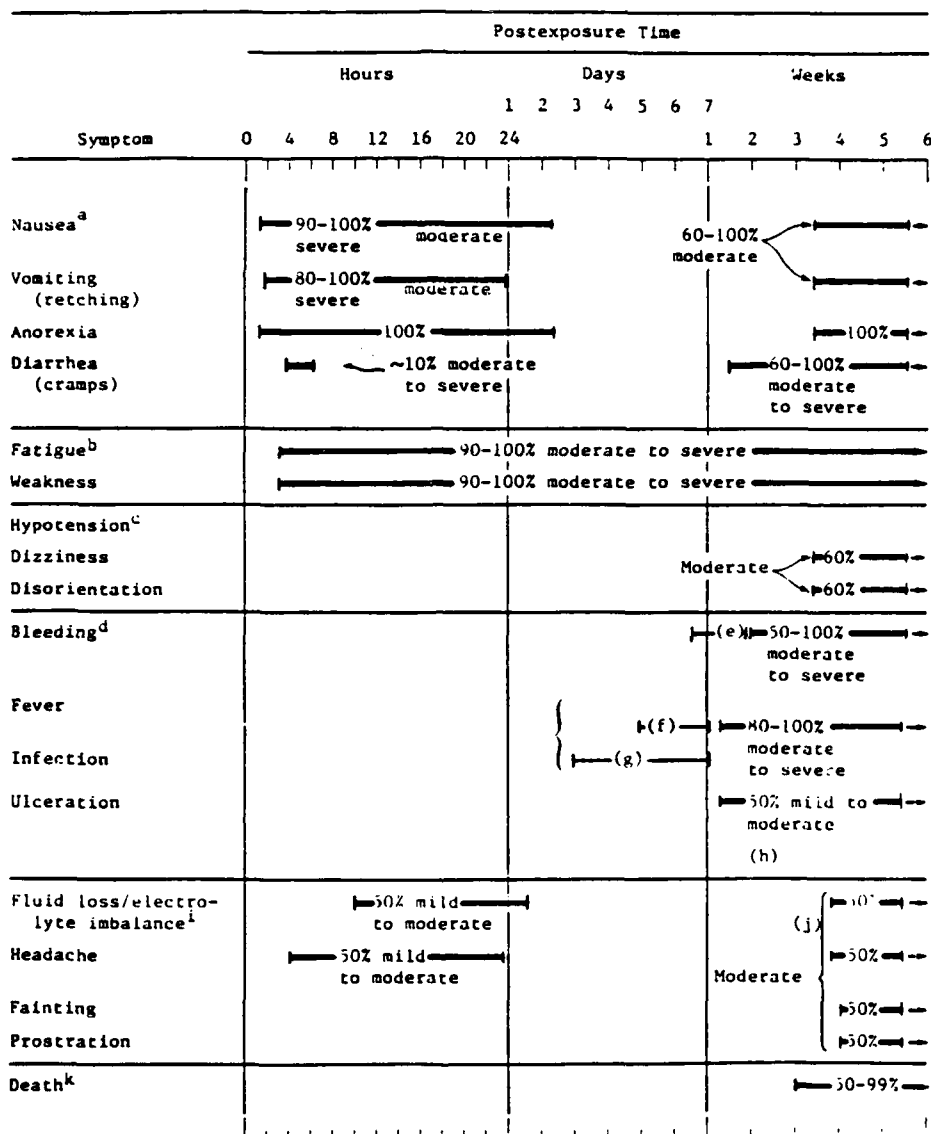 Postexposure Time
Hours Days Weeks
1 2 3 4 5 6 7
Symptom 0 4 8 12 16 20 24 1 2 3 4 5 6
Nausea^a 90-100% severe moderate 60-100% moderate
Vomiting (retching) 80-100% severe moderate
Anorexia 100% 100%
Diarrhea (cramps) ~10% moderate to severe 60-100% moderate to severe
Fatigue^b 90-100% moderate to severe
Weakness 90-100% moderate to severe
Hypotension^c
Dizziness Moderate 60%
Disorientation 60%
Bleeding^d (e) 50-100% moderate to severe
Fever (f) 80-100% moderate to severe
Infection (g)
Ulceration 50% mild to moderate
(h)
Fluid loss/electro-
lyte imbalance^i 50% mild to moderate (j)
Headache 50% mild to moderate Moderate 50%
Fainting 50%
Prostration 50%
Death^k 50-99%